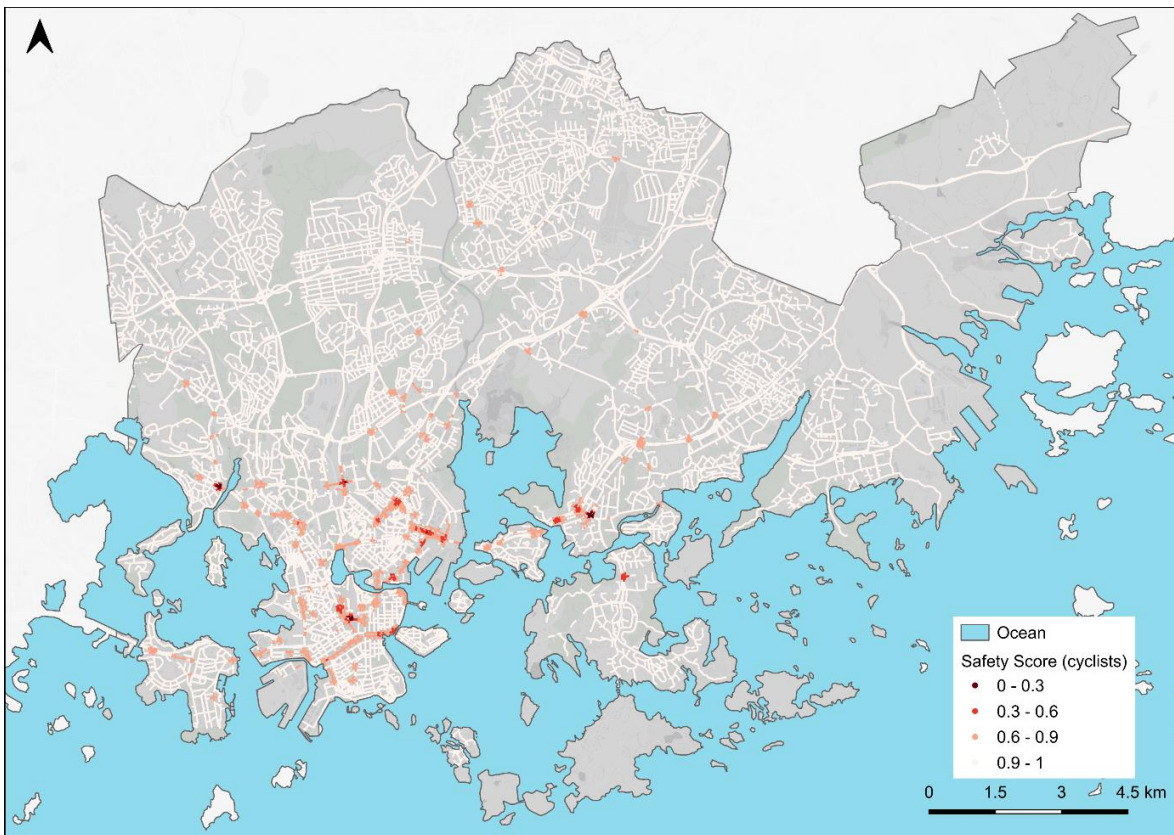 Ocean
Safety Score (cyclists)
0 - 0.3
0.3 - 0.6
0.6 - 0.9
0.9 - 1
0 1.5 3 4.5 km